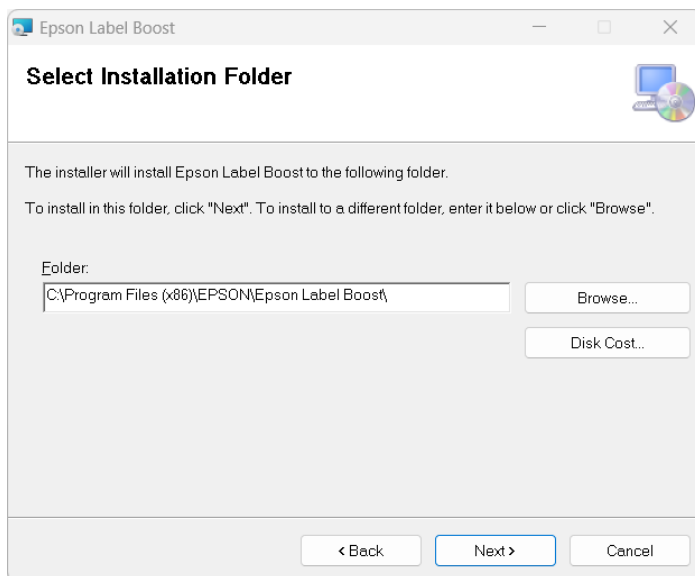 Epson Label Boost
Select Installation Folder
The installer will install Epson Label Boost to the following folder.
To install in this folder, click "Next". To install to a different folder, enter it below or click "Browse".
Folder:
C:\Program Files (x86)\EPSON\Epson Label Boost\
Browse...
Disk Cost...
< Back
Next >
Cancel